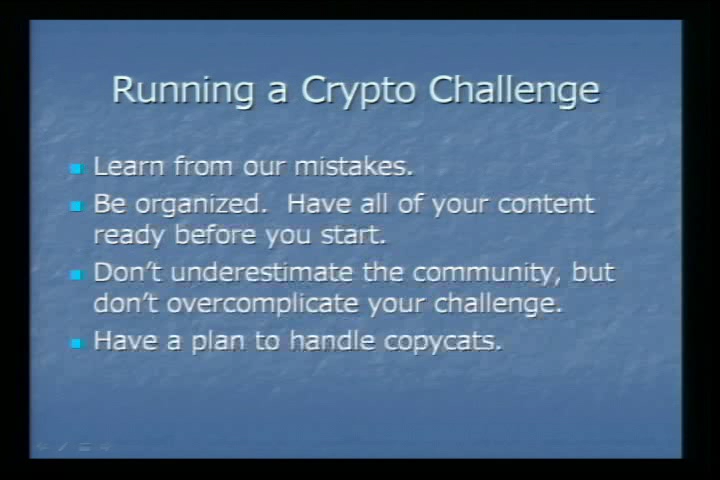 Running a Crypto Challenge
Learn from our mistakes.
Be organized.  Have all of your content
ready before you start.
Don't underestimate the community, but
don't overcomplicate your challenge.
Have a plan to handle copycats.